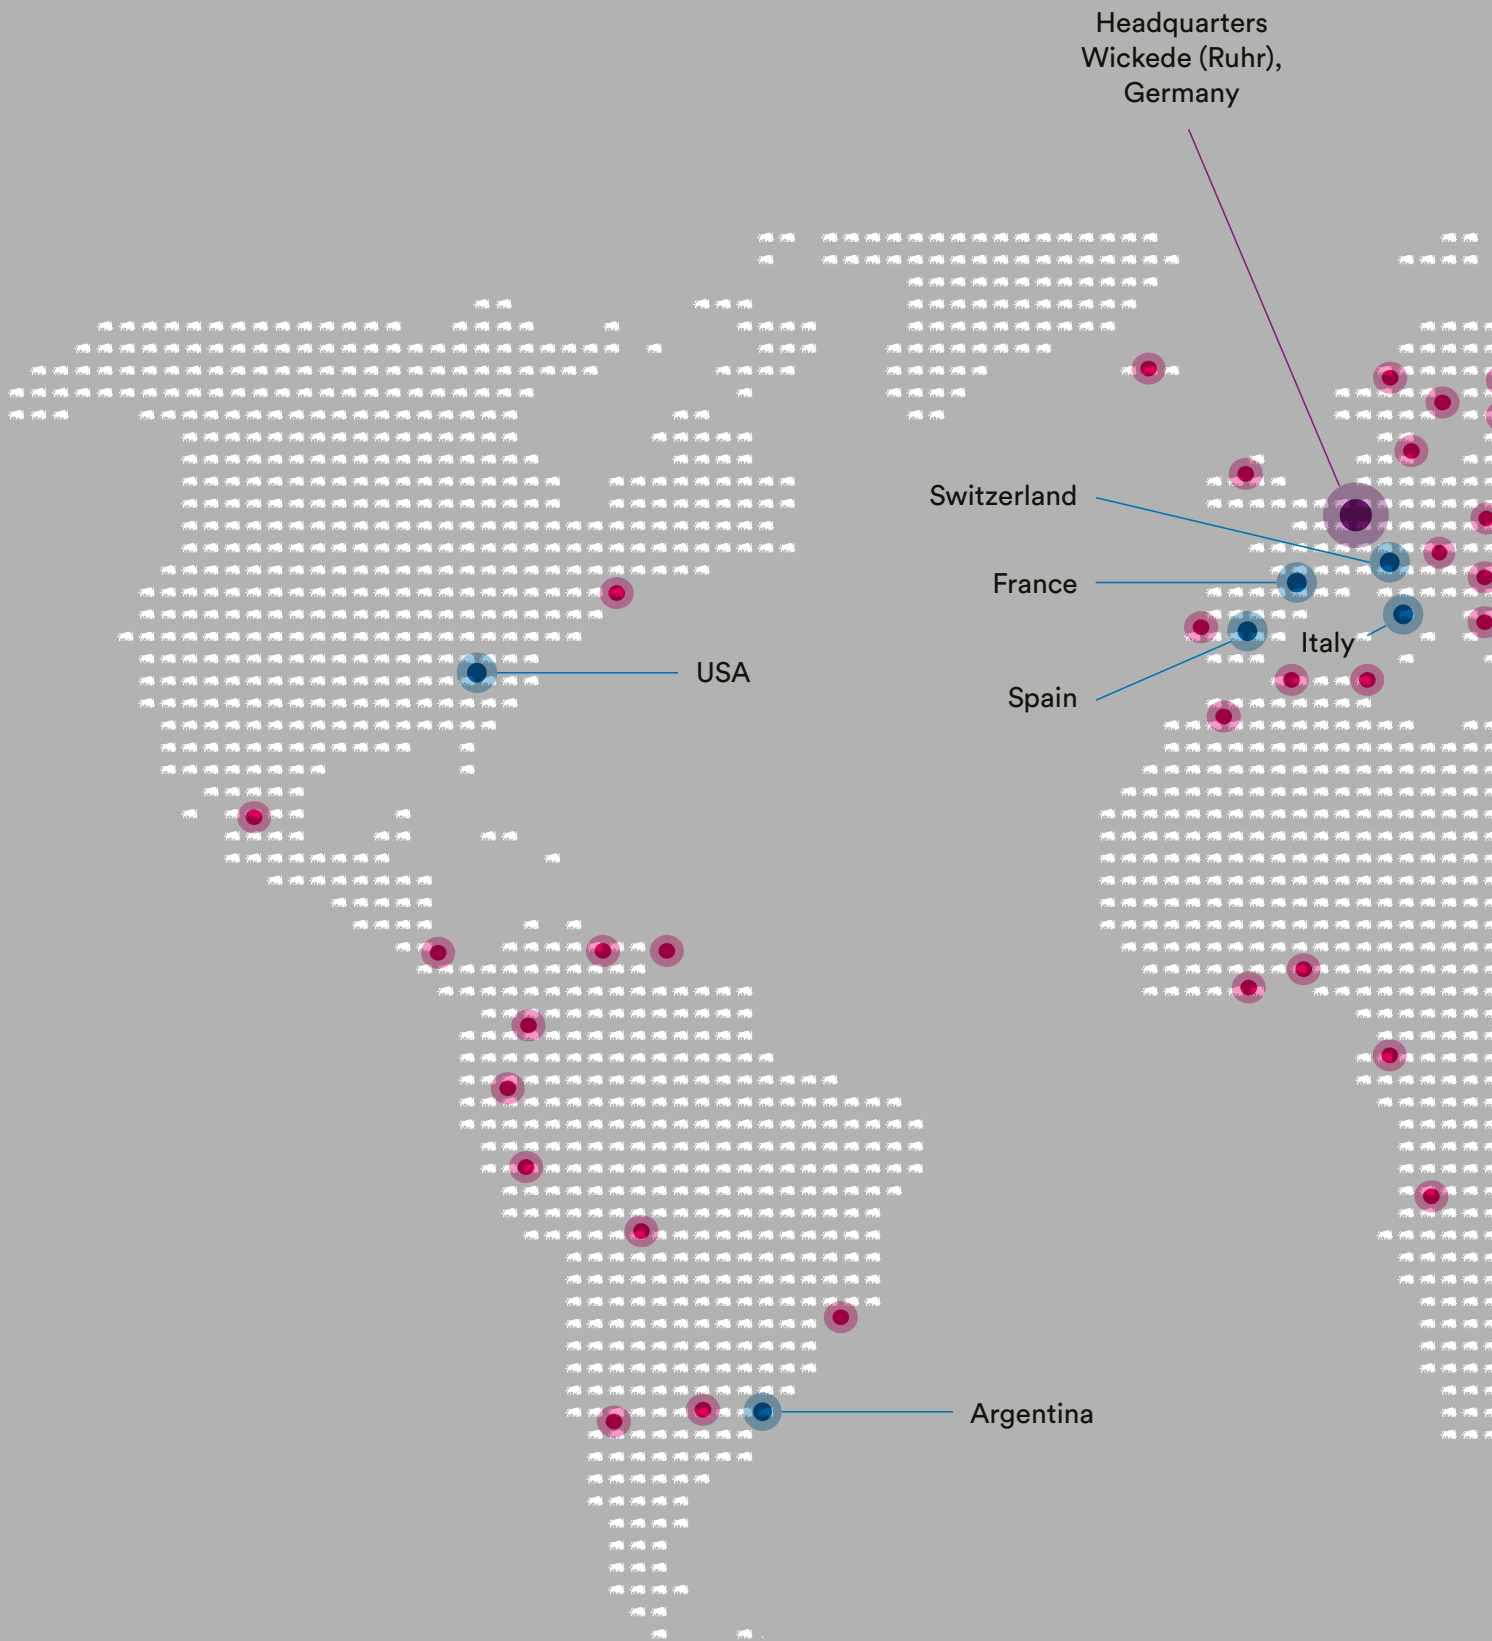 Headquarters
Wickede (Ruhr),
Germany
Switzerland
France
Italy
USA
Spain
Argentina